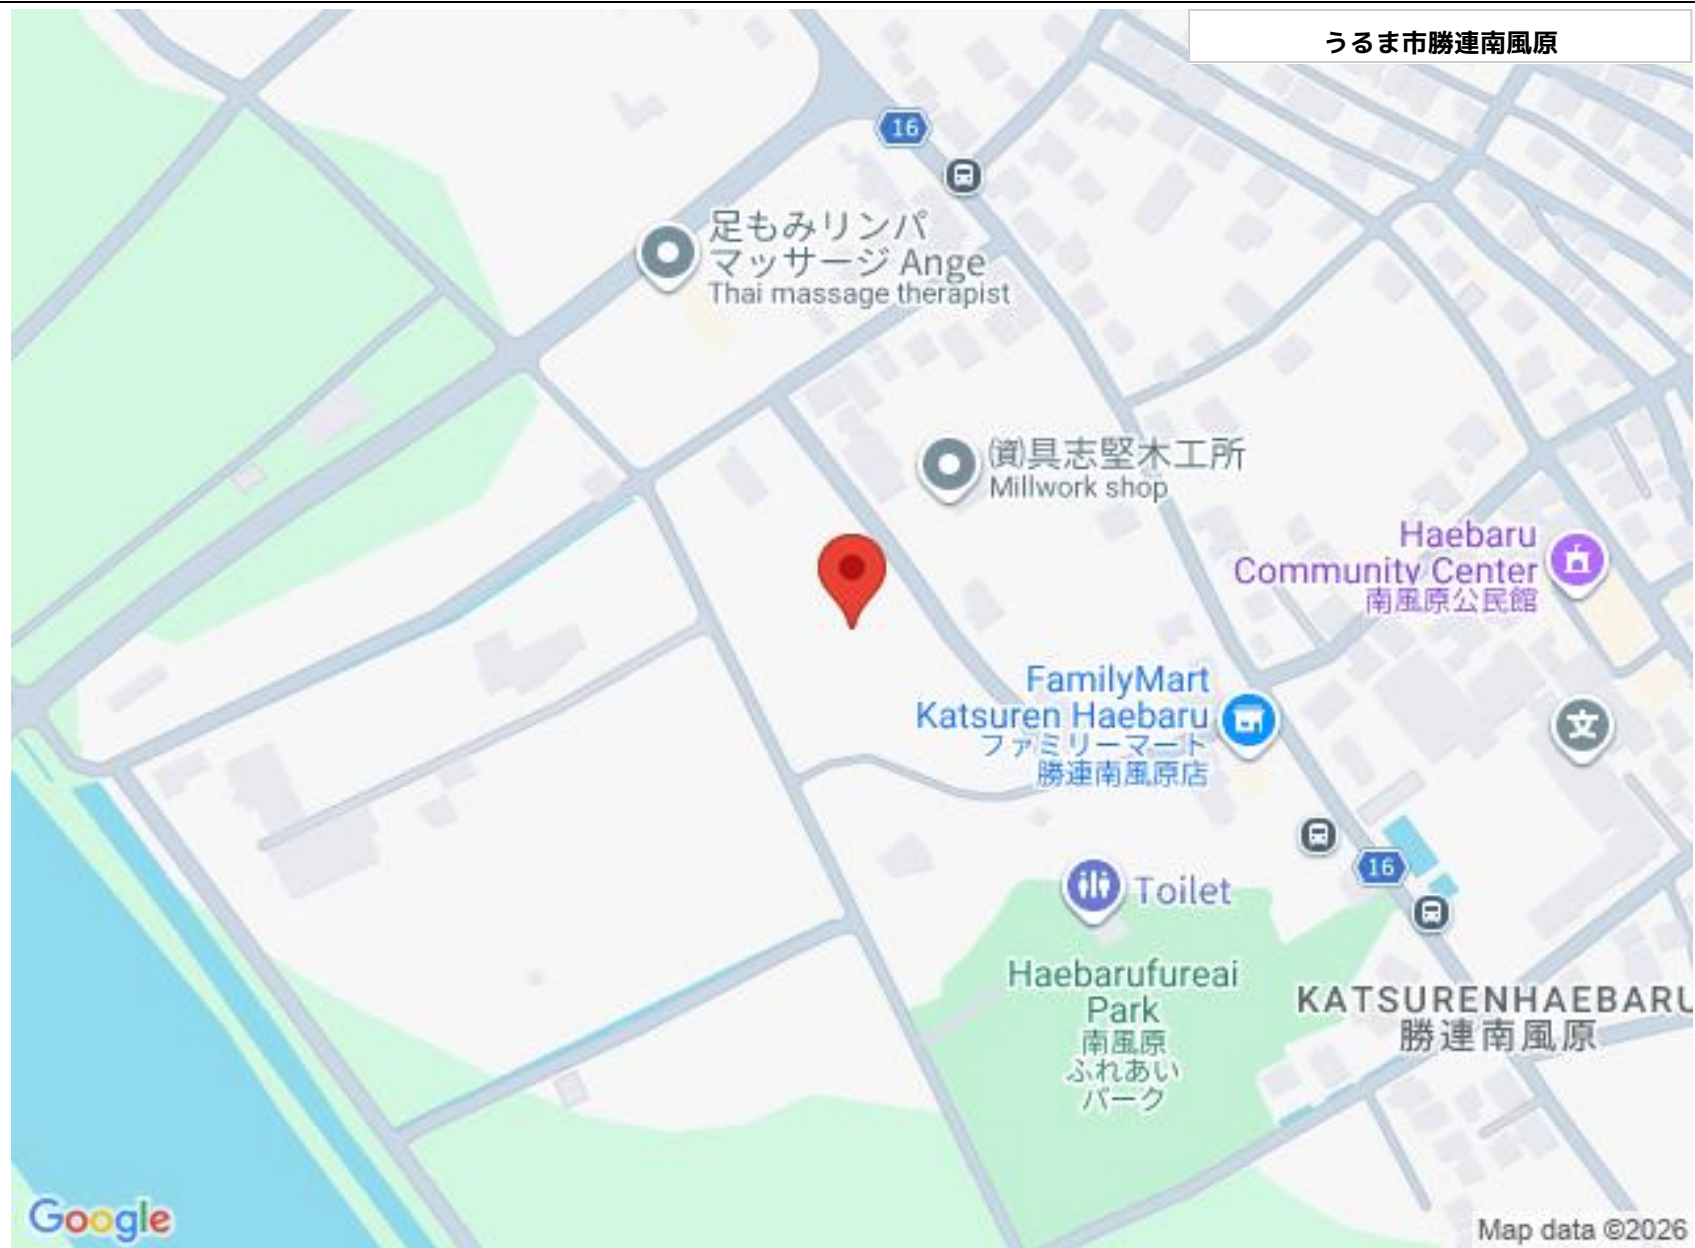 うるま市勝連南風原
16
足もみリンパ
マッサージ Ange
Thai massage therapist
㈾具志堅木工所
Millwork shop
Haebaru
Community Center
南風原公民館
FamilyMart
Katsuren Haebaru
ファミリーマート
勝連南風原店
文
16
Toilet
Haebarufureai
Park
南風原
ふれあい
パーク
KATSURENHAEBARU
勝連南風原
Google
Map data ©2026